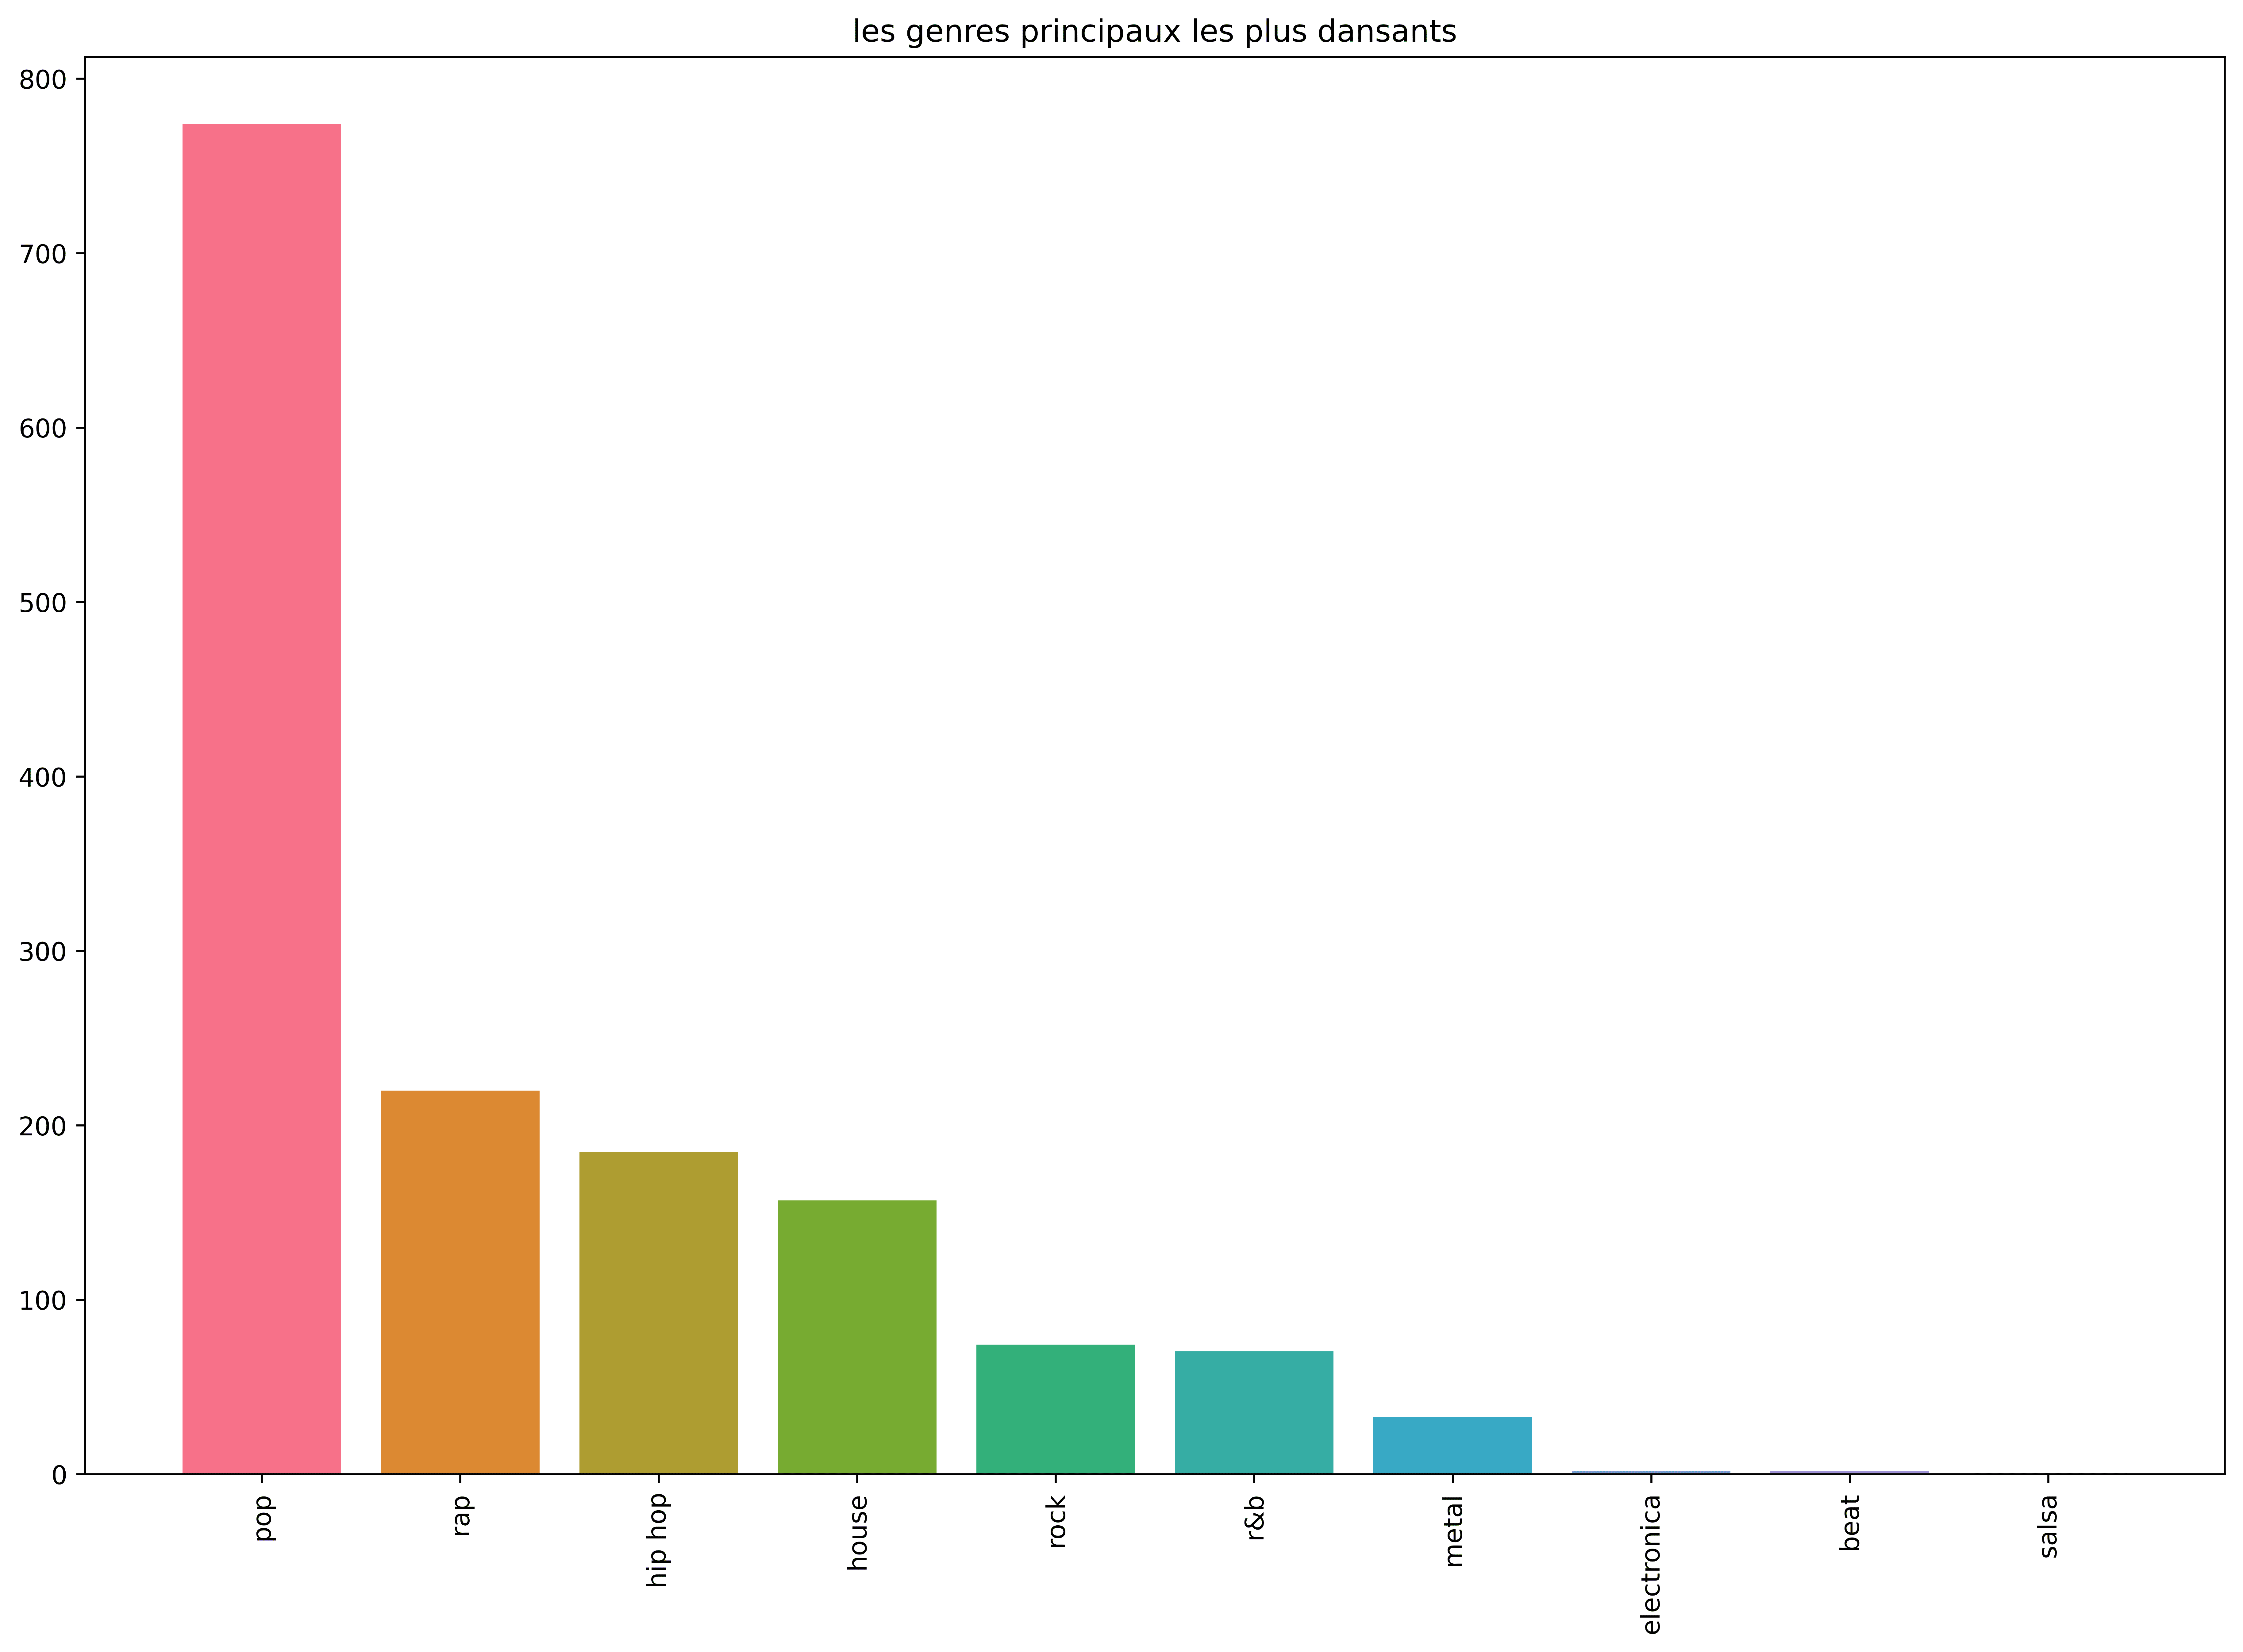 les genres principaux les plus dansants
800
700
600
500
400
300
200
100
0
pop
rap
hip hop
house
rock
r&b
metal
electronica
beat
salsa